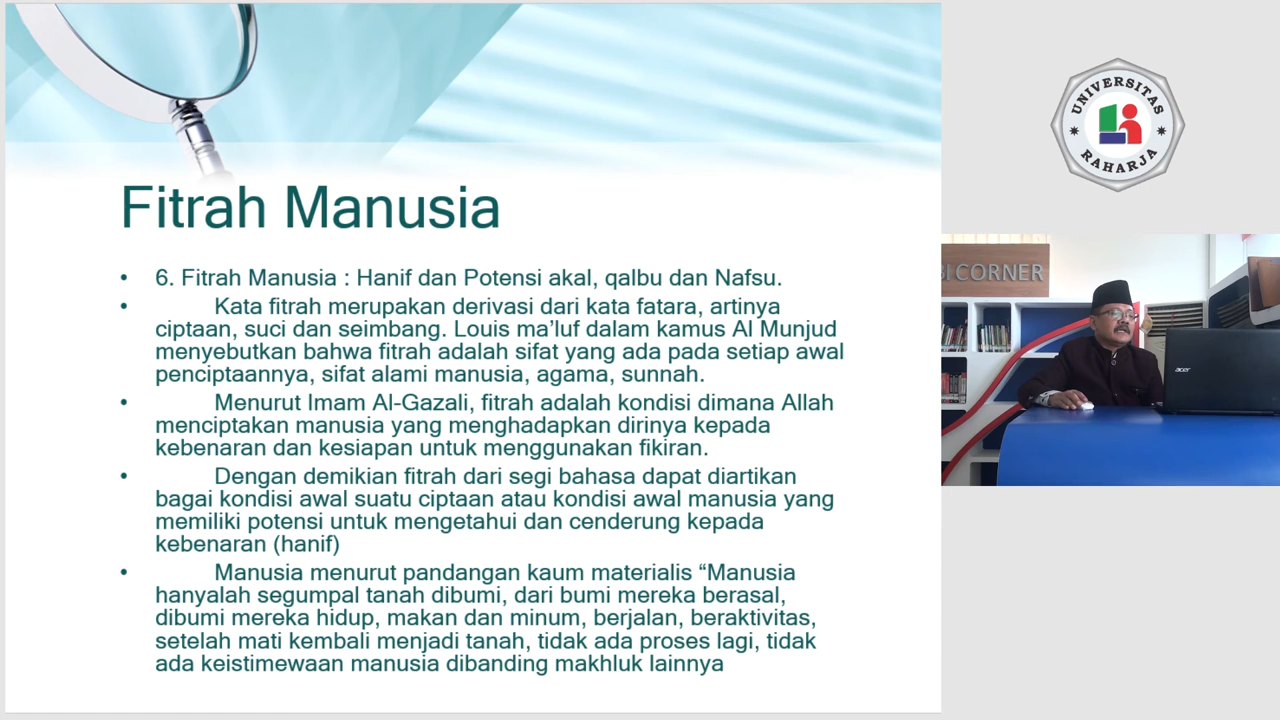 Fitrah Manusia
• 6. Fitrah Manusia : Hanif dan Potensi akal, qalbu dan Nafsu.
• Kata fitrah merupakan derivasi dari kata fatara, artinya
ciptaan, suci dan seimbang. Louis ma’luf dalam kamus Al Munjud
menyebutkan bahwa fitrah adalah sifat yang ada pada setiap awal
penciptaannya, sifat alami manusia, agama, sunnah.
• Menurut Imam Al-Gazali, fitrah adalah kondisi dimana Allah
menciptakan manusia yang menghadapkan dirinya kepada
kebenaran dan kesiapan untuk menggunakan fikiran.
• Dengan demikian fitrah dari segi bahasa dapat diartikan
bagai kondisi awal suatu ciptaan atau kondisi awal manusia yang
memiliki potensi untuk mengetahui dan cenderung kepada
kebenaran (hanif)
• Manusia menurut pandangan kaum materialis “Manusia
hanyalah segumpal tanah dibumi, dari bumi mereka berasal,
dibumi mereka hidup, makan dan minum, berjalan, beraktivitas,
setelah mati kembali menjadi tanah, tidak ada proses lagi, tidak
ada keistimewaan manusia dibanding makhluk lainnya
UNIVERSITAS
RAHARJA
BI CORNER
acer